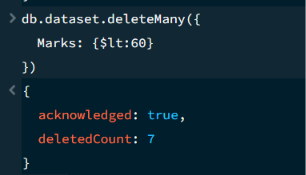 > db.dataset.deleteMany({
Marks: {$lt:60}
})
< {
acknowledged: true,
deletedCount: 7
}